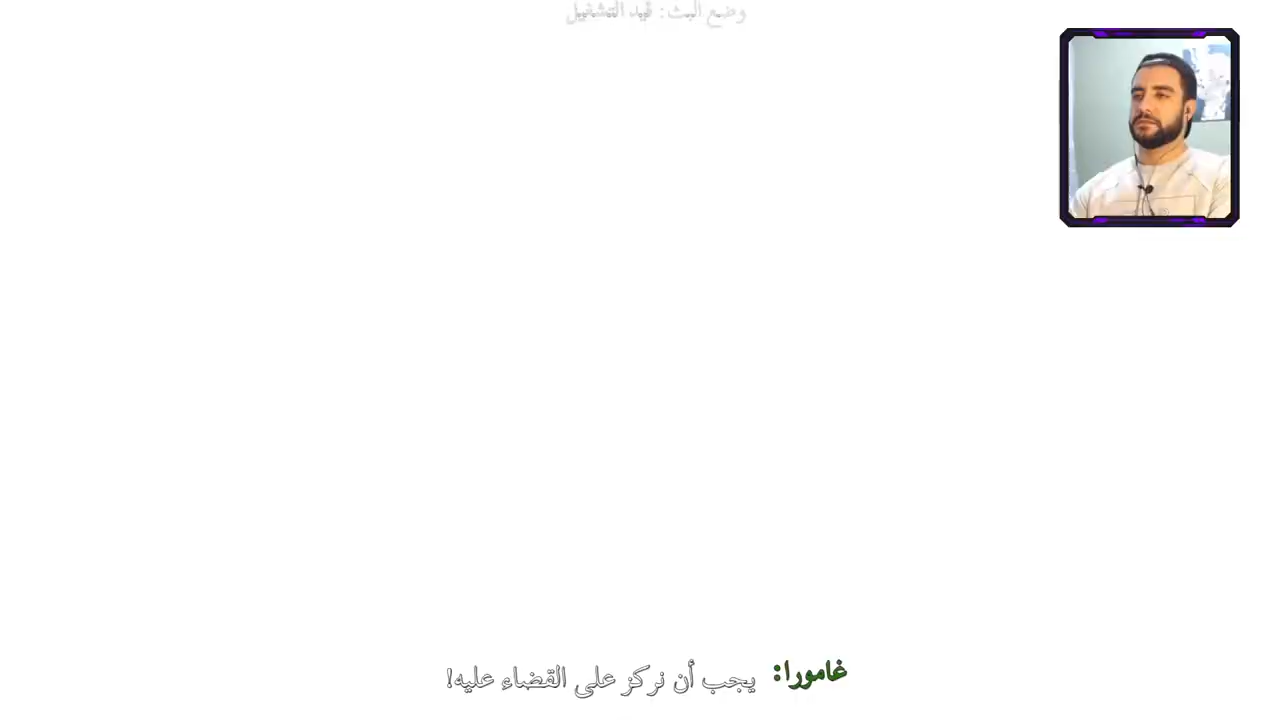 وضع البث: قيد التشغيل
غامورا: يجب أن نركز على القضاء عليه!